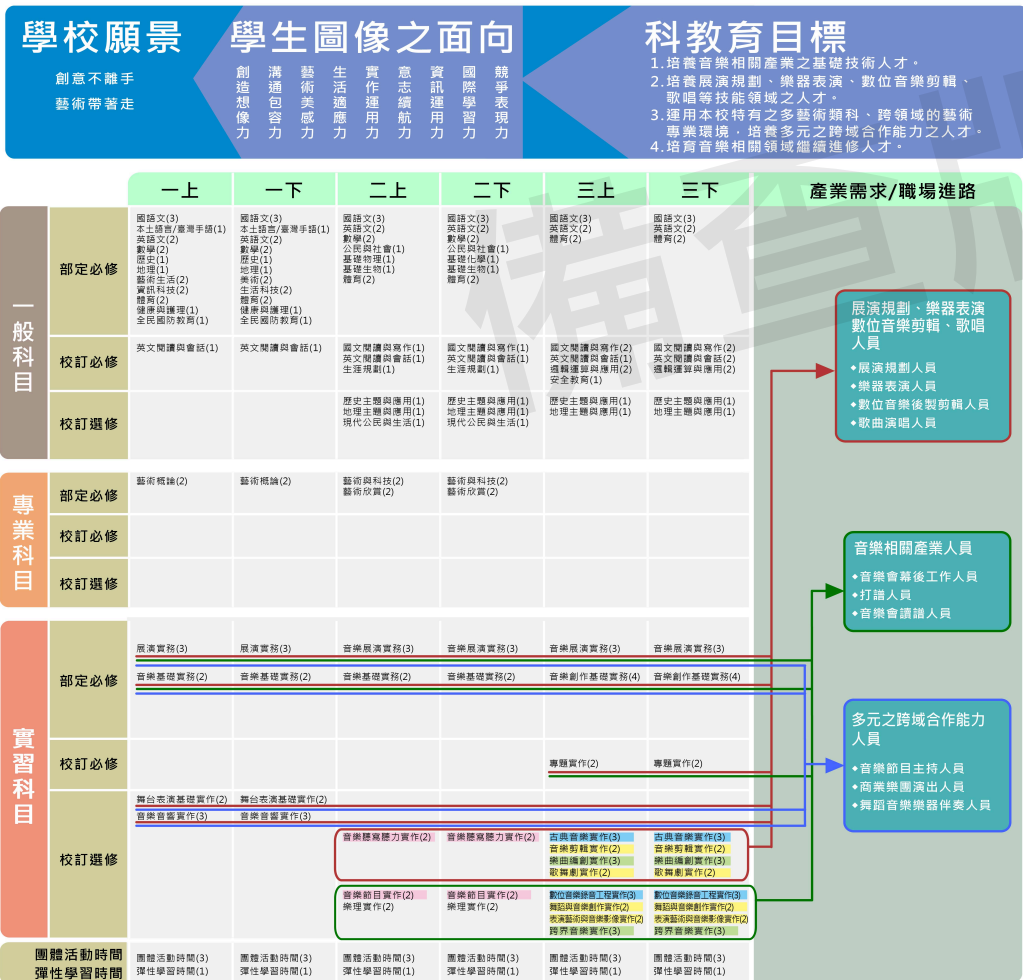 學校願景
創意不離手
藝術帶著走
學生圖像之面向
創造想像力
溝通包容力
藝術美感力
生活適應力
實作運用力
意志續航力
資訊運用力
國際學習力
競爭表現力
科教育目標
1.培養音樂相關產業之基礎技術人才。
2.培養展演規劃、樂器表演、數位音樂剪輯、
歌唱等技能領域之人才。
3.運用本校特有之多藝術類科、跨領域的藝術
專業環境，培養多元之跨域合作能力之人才。
4.培育音樂相關領域繼續進修人才。
備查版
一上
一下
二上
二下
三上
三下
產業需求/職場進路
一般科目
部定必修
國語文(3)
本土語言/臺灣手語(1)
英語文(2)
數學(2)
歷史(1)
地理(1)
藝術生活(2)
資訊科技(2)
體育(2)
健康與護理(1)
全民國防教育(1)
國語文(3)
本土語言/臺灣手語(1)
英語文(2)
數學(2)
歷史(1)
地理(1)
美術(2)
生活科技(2)
體育(2)
健康與護理(1)
全民國防教育(1)
國語文(3)
英語文(2)
數學(2)
公民與社會(1)
基礎物理(1)
基礎生物(1)
體育(2)
國語文(3)
英語文(2)
數學(2)
公民與社會(1)
基礎化學(1)
基礎生物(1)
體育(2)
國語文(3)
英語文(2)
體育(2)
國語文(3)
英語文(2)
體育(2)
校訂必修
英文閱讀與會話(1)
英文閱讀與會話(1)
國文閱讀與寫作(1)
英文閱讀與會話(1)
生涯規劃(1)
國文閱讀與寫作(1)
英文閱讀與會話(1)
生涯規劃(1)
國文閱讀與寫作(2)
英文閱讀與會話(2)
邏輯運算與應用(2)
安全教育(1)
國文閱讀與寫作(2)
英文閱讀與會話(2)
邏輯運算與應用(2)
校訂選修
歷史主題與應用(1)
地理主題與應用(1)
現代公民與生活(1)
歷史主題與應用(1)
地理主題與應用(1)
現代公民與生活(1)
歷史主題與應用(1)
地理主題與應用(1)
歷史主題與應用(1)
地理主題與應用(1)
專業科目
部定必修
藝術概論(2)
藝術概論(2)
藝術與科技(2)
藝術欣賞(2)
藝術與科技(2)
藝術欣賞(2)
校訂必修
校訂選修
實習科目
部定必修
展演實務(3)
展演實務(3)
音樂展演實務(3)
音樂展演實務(3)
音樂展演實務(3)
音樂展演實務(3)
音樂基礎實務(2)
音樂基礎實務(2)
音樂基礎實務(2)
音樂基礎實務(2)
音樂創作基礎實務(4)
音樂創作基礎實務(4)
校訂必修
專題實作(2)
專題實作(2)
校訂選修
舞台表演基礎實作(2)
舞台表演基礎實作(2)
音樂音響實作(3)
音樂音響實作(3)
音樂聽寫聽力實作(2)
音樂聽寫聽力實作(2)
古典音樂實作(3)
音樂剪輯實作(2)
樂曲編創實作(3)
歌舞劇實作(2)
古典音樂實作(3)
音樂剪輯實作(2)
樂曲編創實作(3)
歌舞劇實作(2)
音樂節目實作(2)
樂理實作(2)
音樂節目實作(2)
樂理實作(2)
數位音樂錄音工程實作(3)
舞蹈與音樂創作實作(2)
表演藝術與音樂影像實作(2)
跨界音樂實作(3)
數位音樂錄音工程實作(3)
舞蹈與音樂創作實作(2)
表演藝術與音樂影像實作(2)
跨界音樂實作(3)
團體活動時間
彈性學習時間
團體活動時間(3)
彈性學習時間(1)
團體活動時間(3)
彈性學習時間(1)
團體活動時間(3)
彈性學習時間(1)
團體活動時間(3)
彈性學習時間(1)
團體活動時間(3)
彈性學習時間(1)
團體活動時間(3)
彈性學習時間(1)
展演規劃、樂器表演
數位音樂剪輯、歌唱
人員
◆展演規劃人員
◆樂器表演人員
◆數位音樂後製剪輯人員
◆歌曲演唱人員
音樂相關產業人員
◆音樂會幕後工作人員
◆打譜人員
◆音樂會讀譜人員
多元之跨域合作能力
人員
◆音樂節目主持人員
◆商業樂團演出人員
◆舞蹈音樂樂器伴奏人員